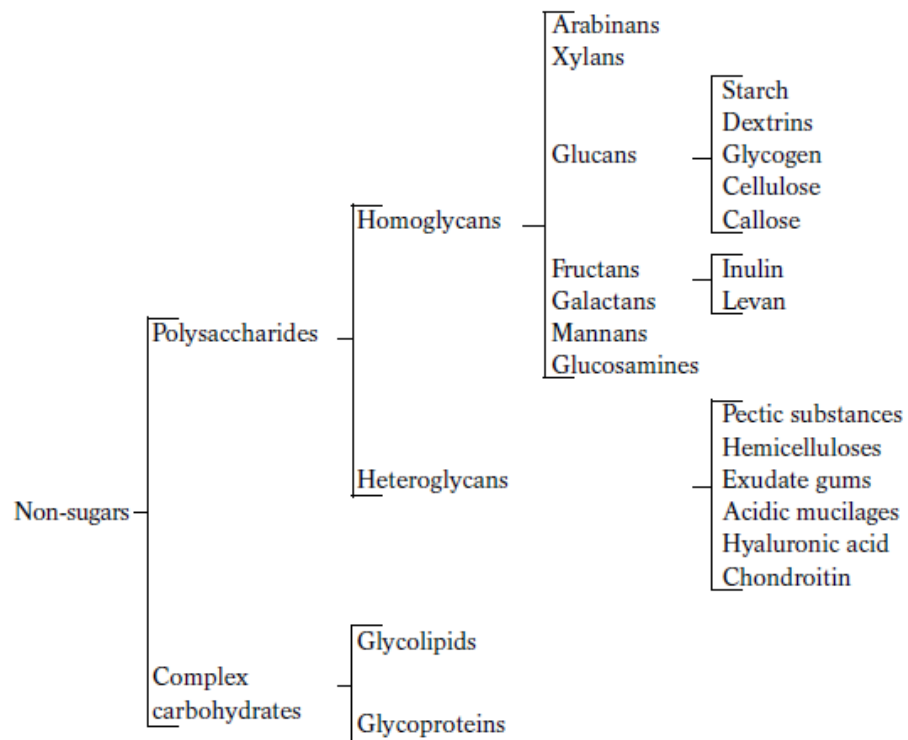 Arabinans
Xylans
Starch
Dextrins
Glucans
Glycogen
Cellulose
Callose
Homoglycans
Fructans
Inulin
Galactans
Levan
Polysaccharides
Mannans
Glucosamines
Pectic substances
Hemicelluloses
Heteroglycans
Exudate gums
Non-sugars
Acidic mucilages
Hyaluronic acid
Chondroitin
Glycolipids
Complex
carbohydrates
Glycoproteins